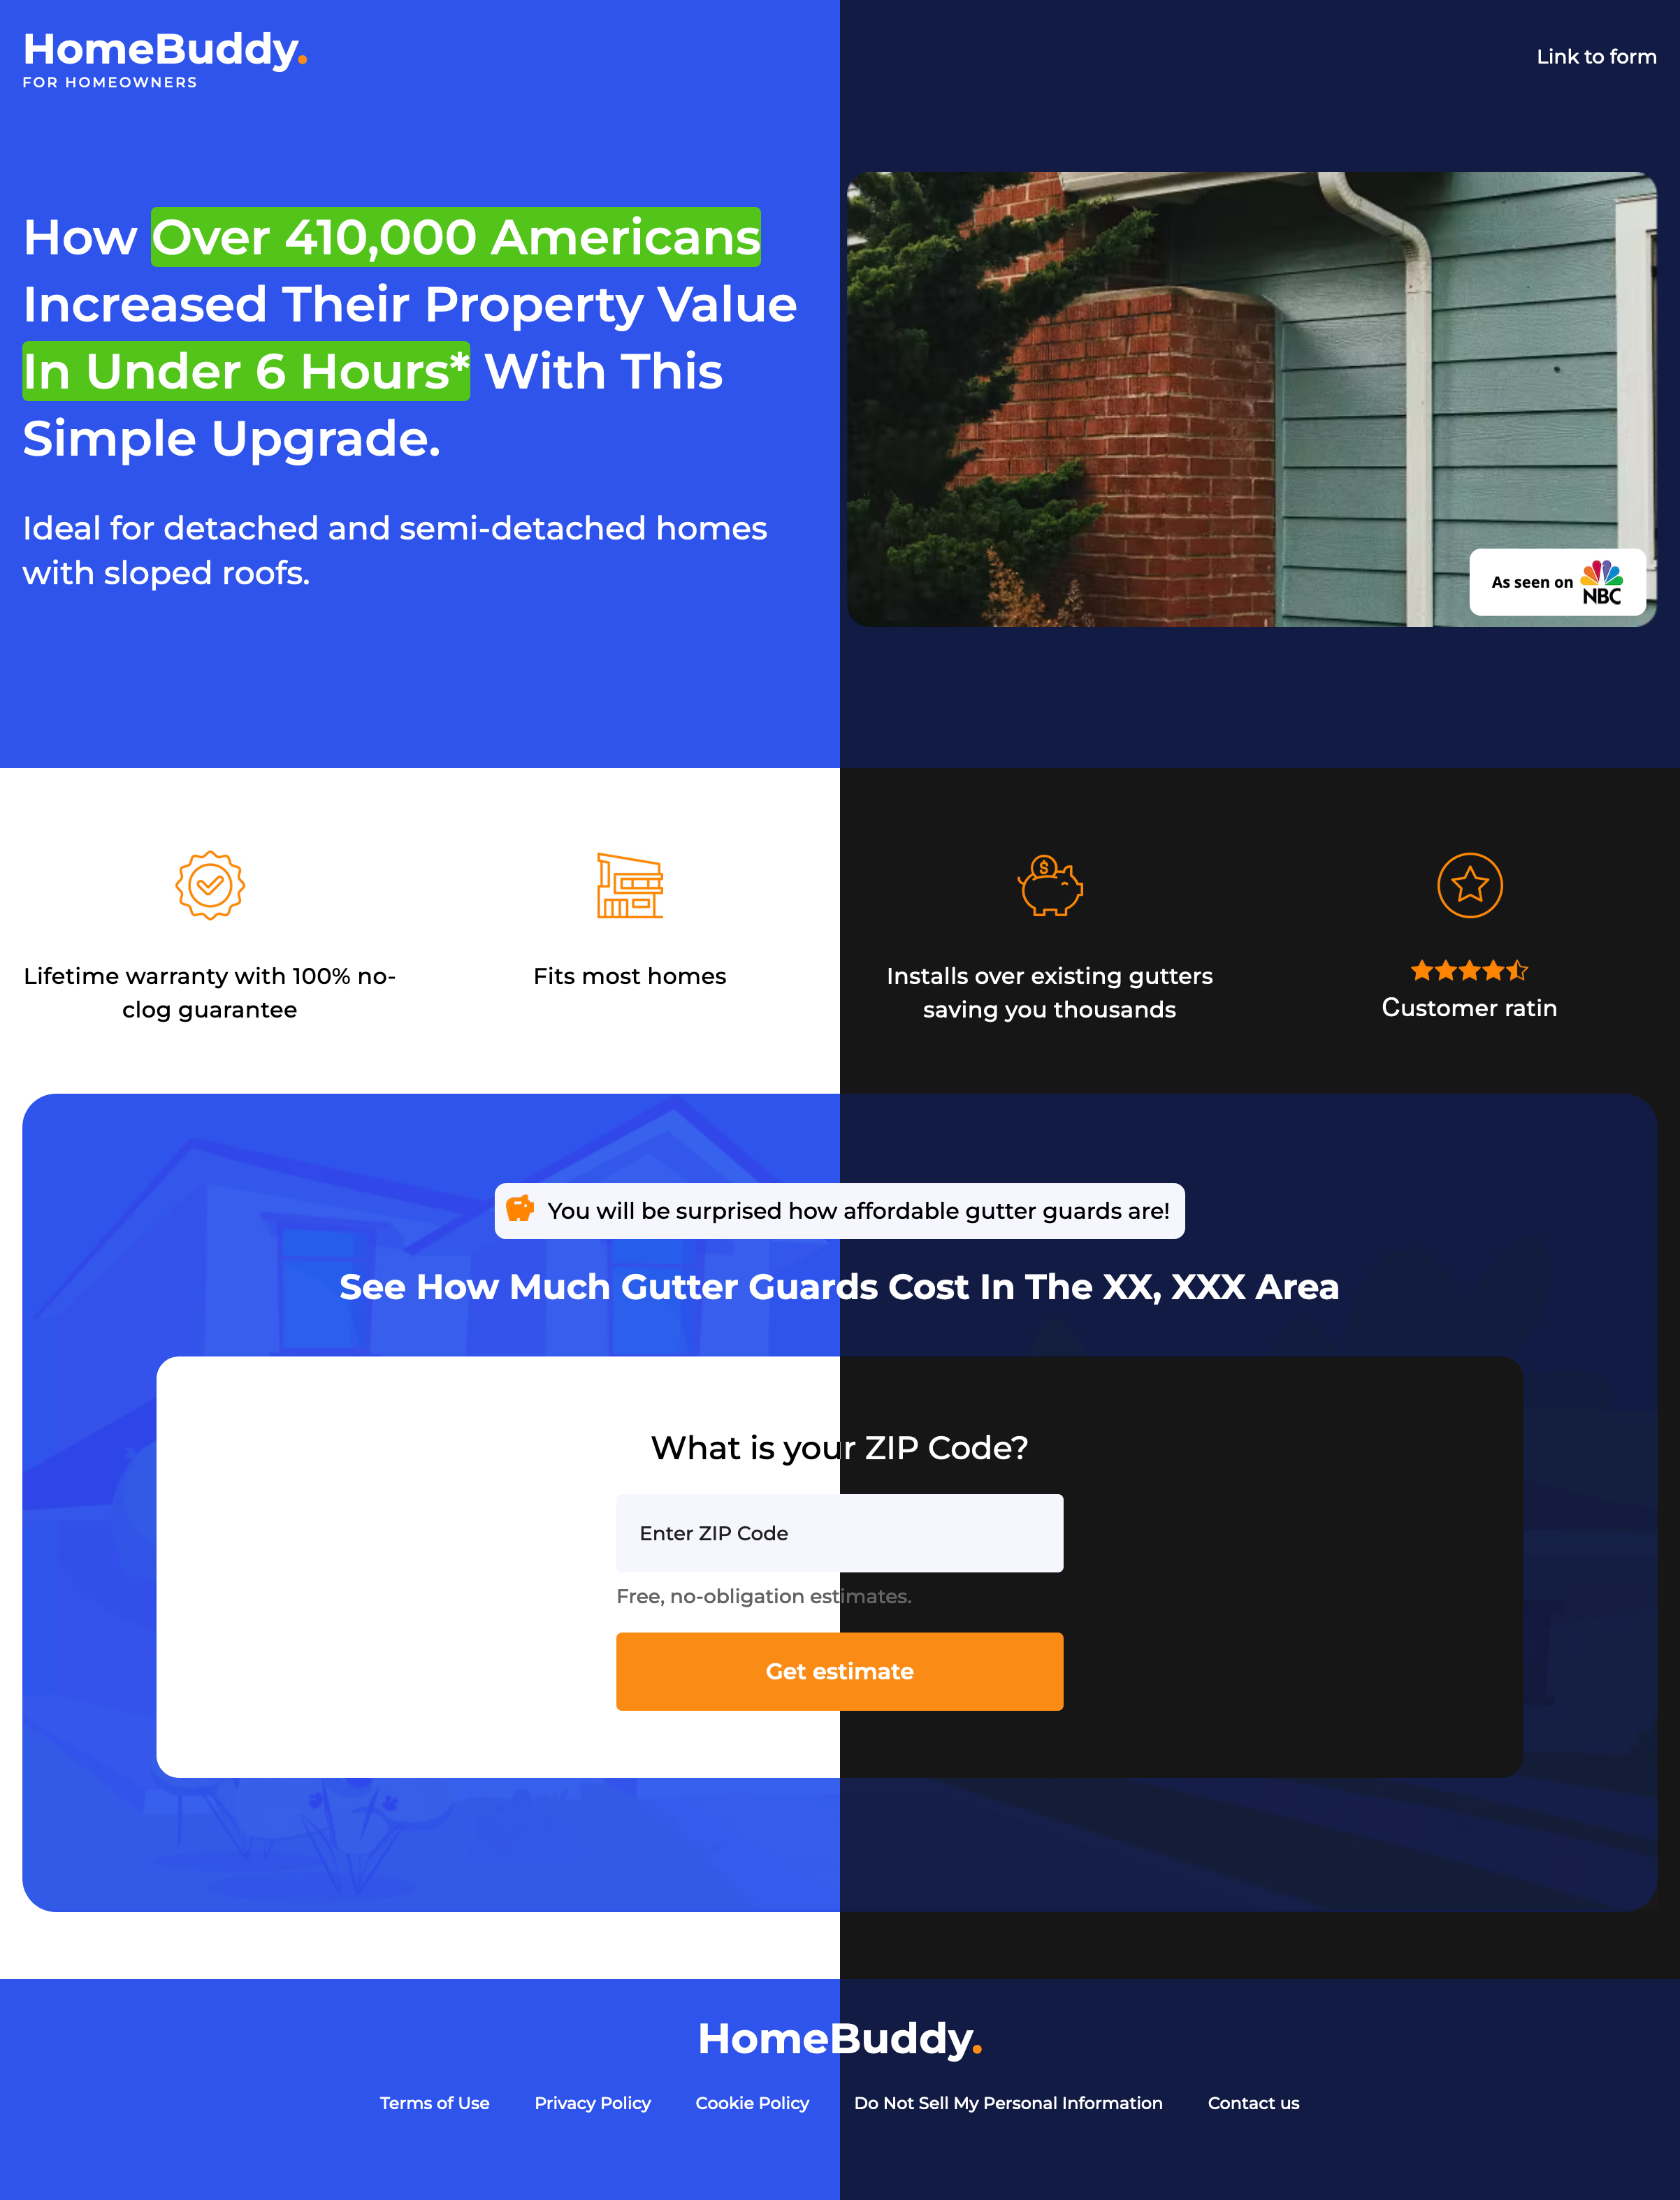 HomeBuddy.
FOR HOMEOWNERS
Link to form
How Over 410,000 Americans
Increased Their Property Value
In Under 6 Hours* With This
Simple Upgrade.
Ideal for detached and semi-detached homes
with sloped roofs.
As seen on NBC
Lifetime warranty with 100% no-
clog guarantee
Fits most homes
Installs over existing gutters
saving you thousands
Customer ratin
You will be surprised how affordable gutter guards are!
See How Much Gutter Guards Cost In The XX, XXX Area
What is your ZIP Code?
Enter ZIP Code
Free, no-obligation estimates.
Get estimate
HomeBuddy.
Terms of Use Privacy Policy Cookie Policy Do Not Sell My Personal Information Contact us